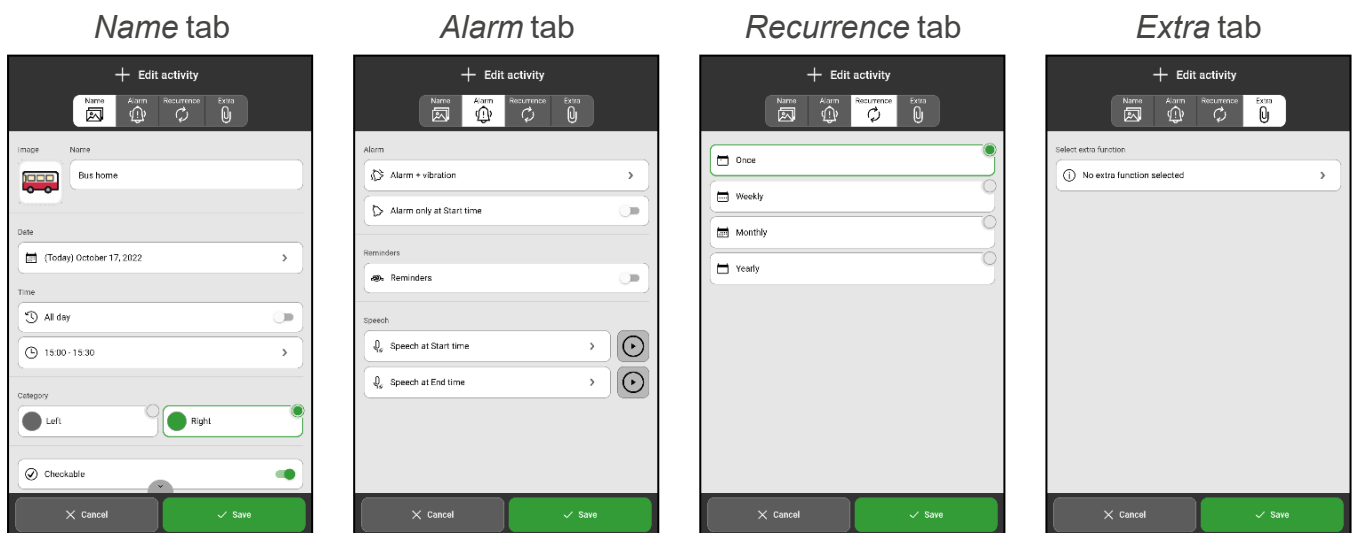 Name tab
Edit activity
Name Alarm Recurrence Extra
Image Name
Bus home
Date
(Today) October 17, 2022
Time
All day
15:00 - 15:30
Category
Left Right
Checkable
Cancel Save
Alarm tab
Edit activity
Name Alarm Recurrence Extra
Alarm
Alarm + vibration
Alarm only at Start time
Reminders
Reminders
Speech
Speech at Start time
Speech at End time
Cancel Save
Recurrence tab
Edit activity
Name Alarm Recurrence Extra
Once
Weekly
Monthly
Yearly
Cancel Save
Extra tab
Edit activity
Name Alarm Recurrence Extra
Select extra function
No extra function selected
Cancel Save